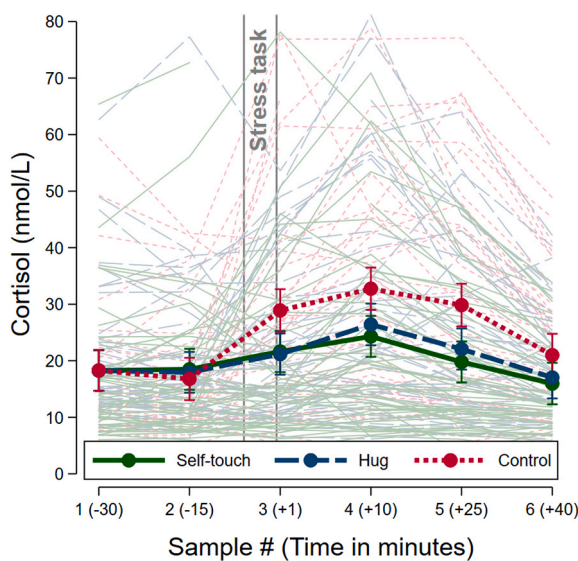 80
70
60
50
40
30
20
10
0
Cortisol (nmol/L)
Stress task
Self-touch Hug Control
1 (-30) 2 (-15) 3 (+1) 4 (+10) 5 (+25) 6 (+40)
Sample # (Time in minutes)